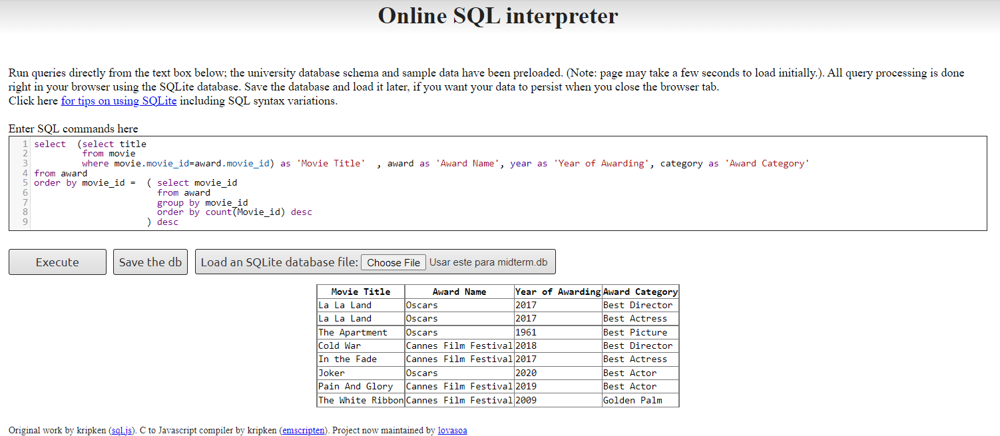 Online SQL interpreter
Run queries directly from the text box below; the university database schema and sample data have been preloaded. (Note: page may take a few seconds to load initially.). All query processing is done
right in your browser using the SQLite database. Save the database and load it later, if you want your data to persist when you close the browser tab.
Click here for tips on using SQLite including SQL syntax variations.
Enter SQL commands here
1 select  (select title
2 from movie
3 where movie.movie_id=award.movie_id) as 'Movie Title'  , award as 'Award Name', year as 'Year of Awarding', category as 'Award Category'
4 from award
5 order by movie_id =  ( select movie_id
6 from award
7 group by movie_id
8 order by count(Movie_id) desc
9 ) desc
Execute Save the db Load an SQLite database file: Choose File Usar este para midterm.db
Movie Title Award Name Year of Awarding Award Category
La La Land Oscars 2017 Best Director
La La Land Oscars 2017 Best Actress
The Apartment Oscars 1961 Best Picture
Cold War Cannes Film Festival 2018 Best Director
In the Fade Cannes Film Festival 2017 Best Actress
Joker Oscars 2020 Best Actor
Pain And Glory Cannes Film Festival 2019 Best Actor
The White Ribbon Cannes Film Festival 2009 Golden Palm
Original work by kripken (sql.js). C to Javascript compiler by kripken (emscripten). Project now maintained by lovasoa